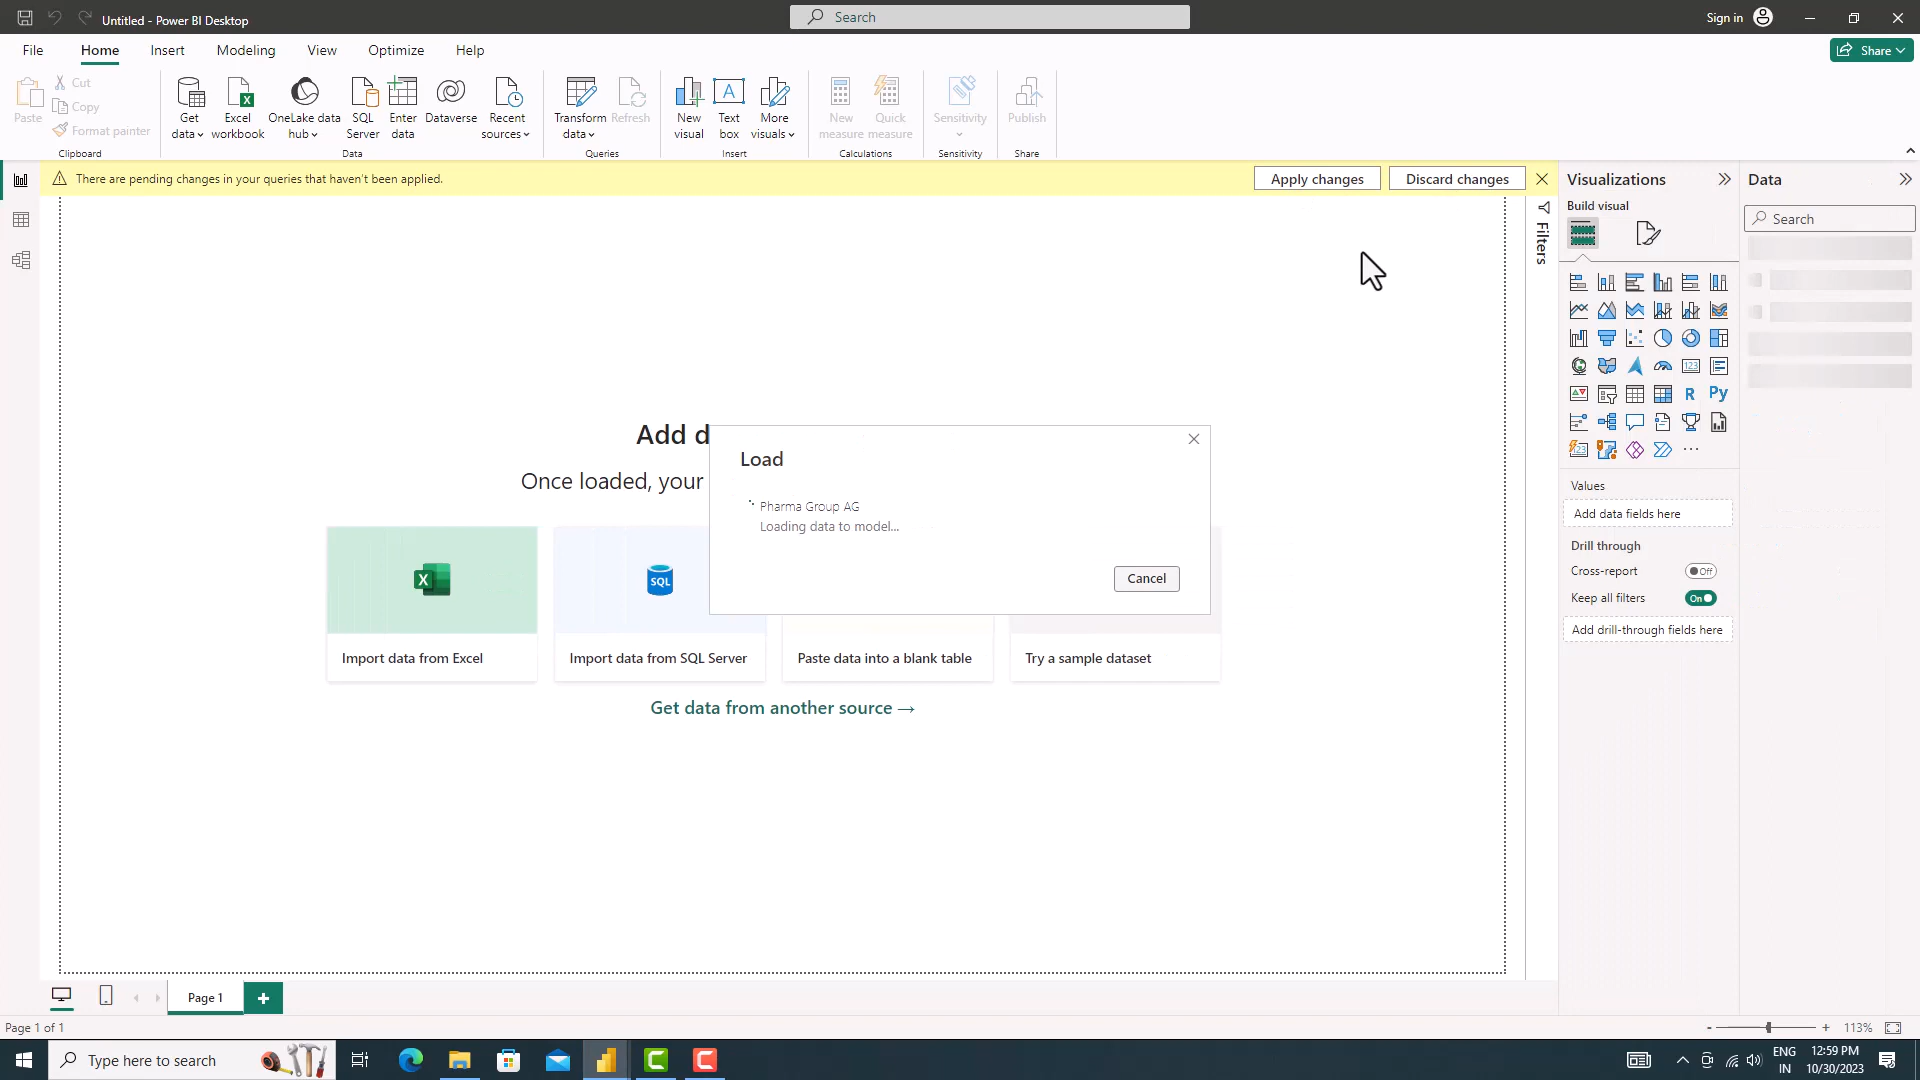 Untitled - Power BI Desktop
Search
Sign in
File
Home
Insert
Modeling
View
Optimize
Help
Share
Paste
Cut
Copy
Format painter
Clipboard
Get data
Excel workbook
OneLake data hub
SQL Server
Enter data
Dataverse
Recent sources
Data
Transform data
Refresh
Queries
New visual
A
Text box
More visuals
Insert
New measure
Quick measure
Calculations
Sensitivity
Sensitivity
Publish
Share
There are pending changes in your queries that haven't been applied.
Apply changes
Discard changes
Filters
Visualizations
Build visual
123
R
Py
123
Values
Add data fields here
Drill through
Cross-report
Off
Keep all filters
On
Add drill-through fields here
Data
Search
Add d
Once loaded, your
Load
Pharma Group AG
Loading data to model...
Cancel
X
SQL
Import data from Excel
Import data from SQL Server
Paste data into a blank table
Try a sample dataset
Get data from another source →
Page 1
Page 1 of 1
- + 113%
Type here to search
ENG
IN
12:59 PM
10/30/2023